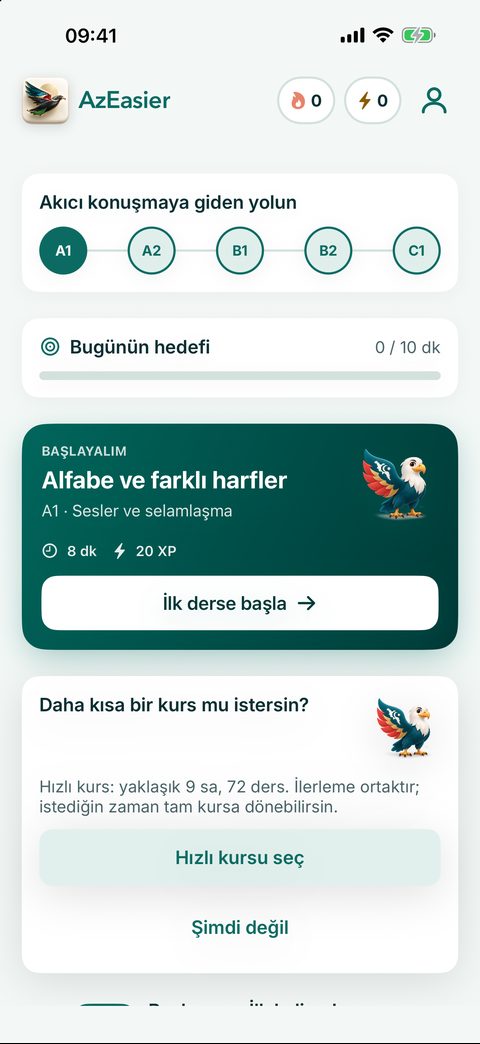 09:41
AzEasier
0
0
Akıcı konuşmaya giden yolun
A1
A2
B1
B2
C1
Bugünün hedefi
0 / 10 dk
BAŞLAYALIM
Alfabe ve farklı harfler
A1 · Sesler ve selamlaşma
8 dk
20 XP
İlk derse başla →
Daha kısa bir kurs mu istersin?
Hızlı kurs: yaklaşık 9 sa, 72 ders. İlerleme ortaktır;
istediğin zaman tam kursa dönebilirsin.
Hızlı kursu seç
Şimdi değil